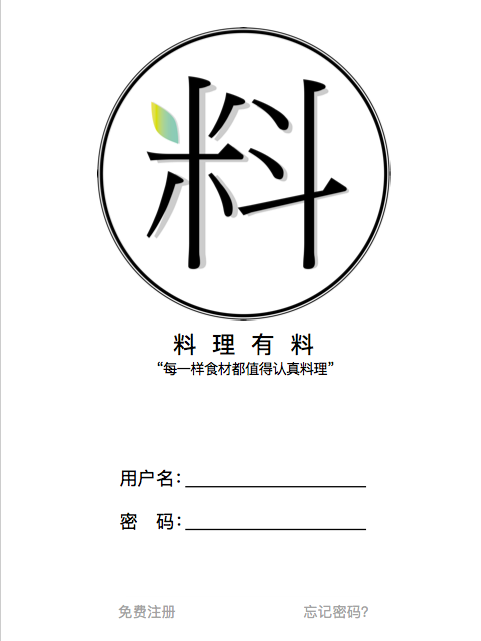 料
料理有料
“每一样食材都值得认真料理”
用户名：
密 码：
免费注册 忘记密码？